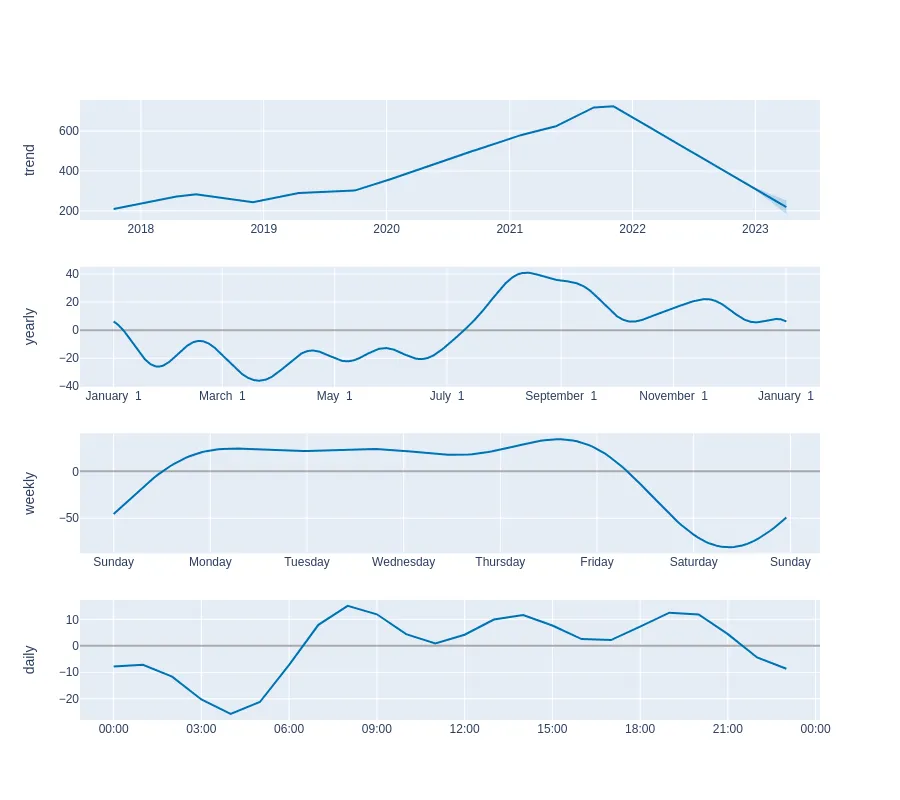 trend
600
400
200
2018 2019 2020 2021 2022 2023
yearly
40
20
0
−20
−40
January 1 March 1 May 1 July 1 September 1 November 1 January 1
weekly
0
−50
Sunday Monday Tuesday Wednesday Thursday Friday Saturday Sunday
daily
10
0
−10
−20
00:00 03:00 06:00 09:00 12:00 15:00 18:00 21:00 00:00